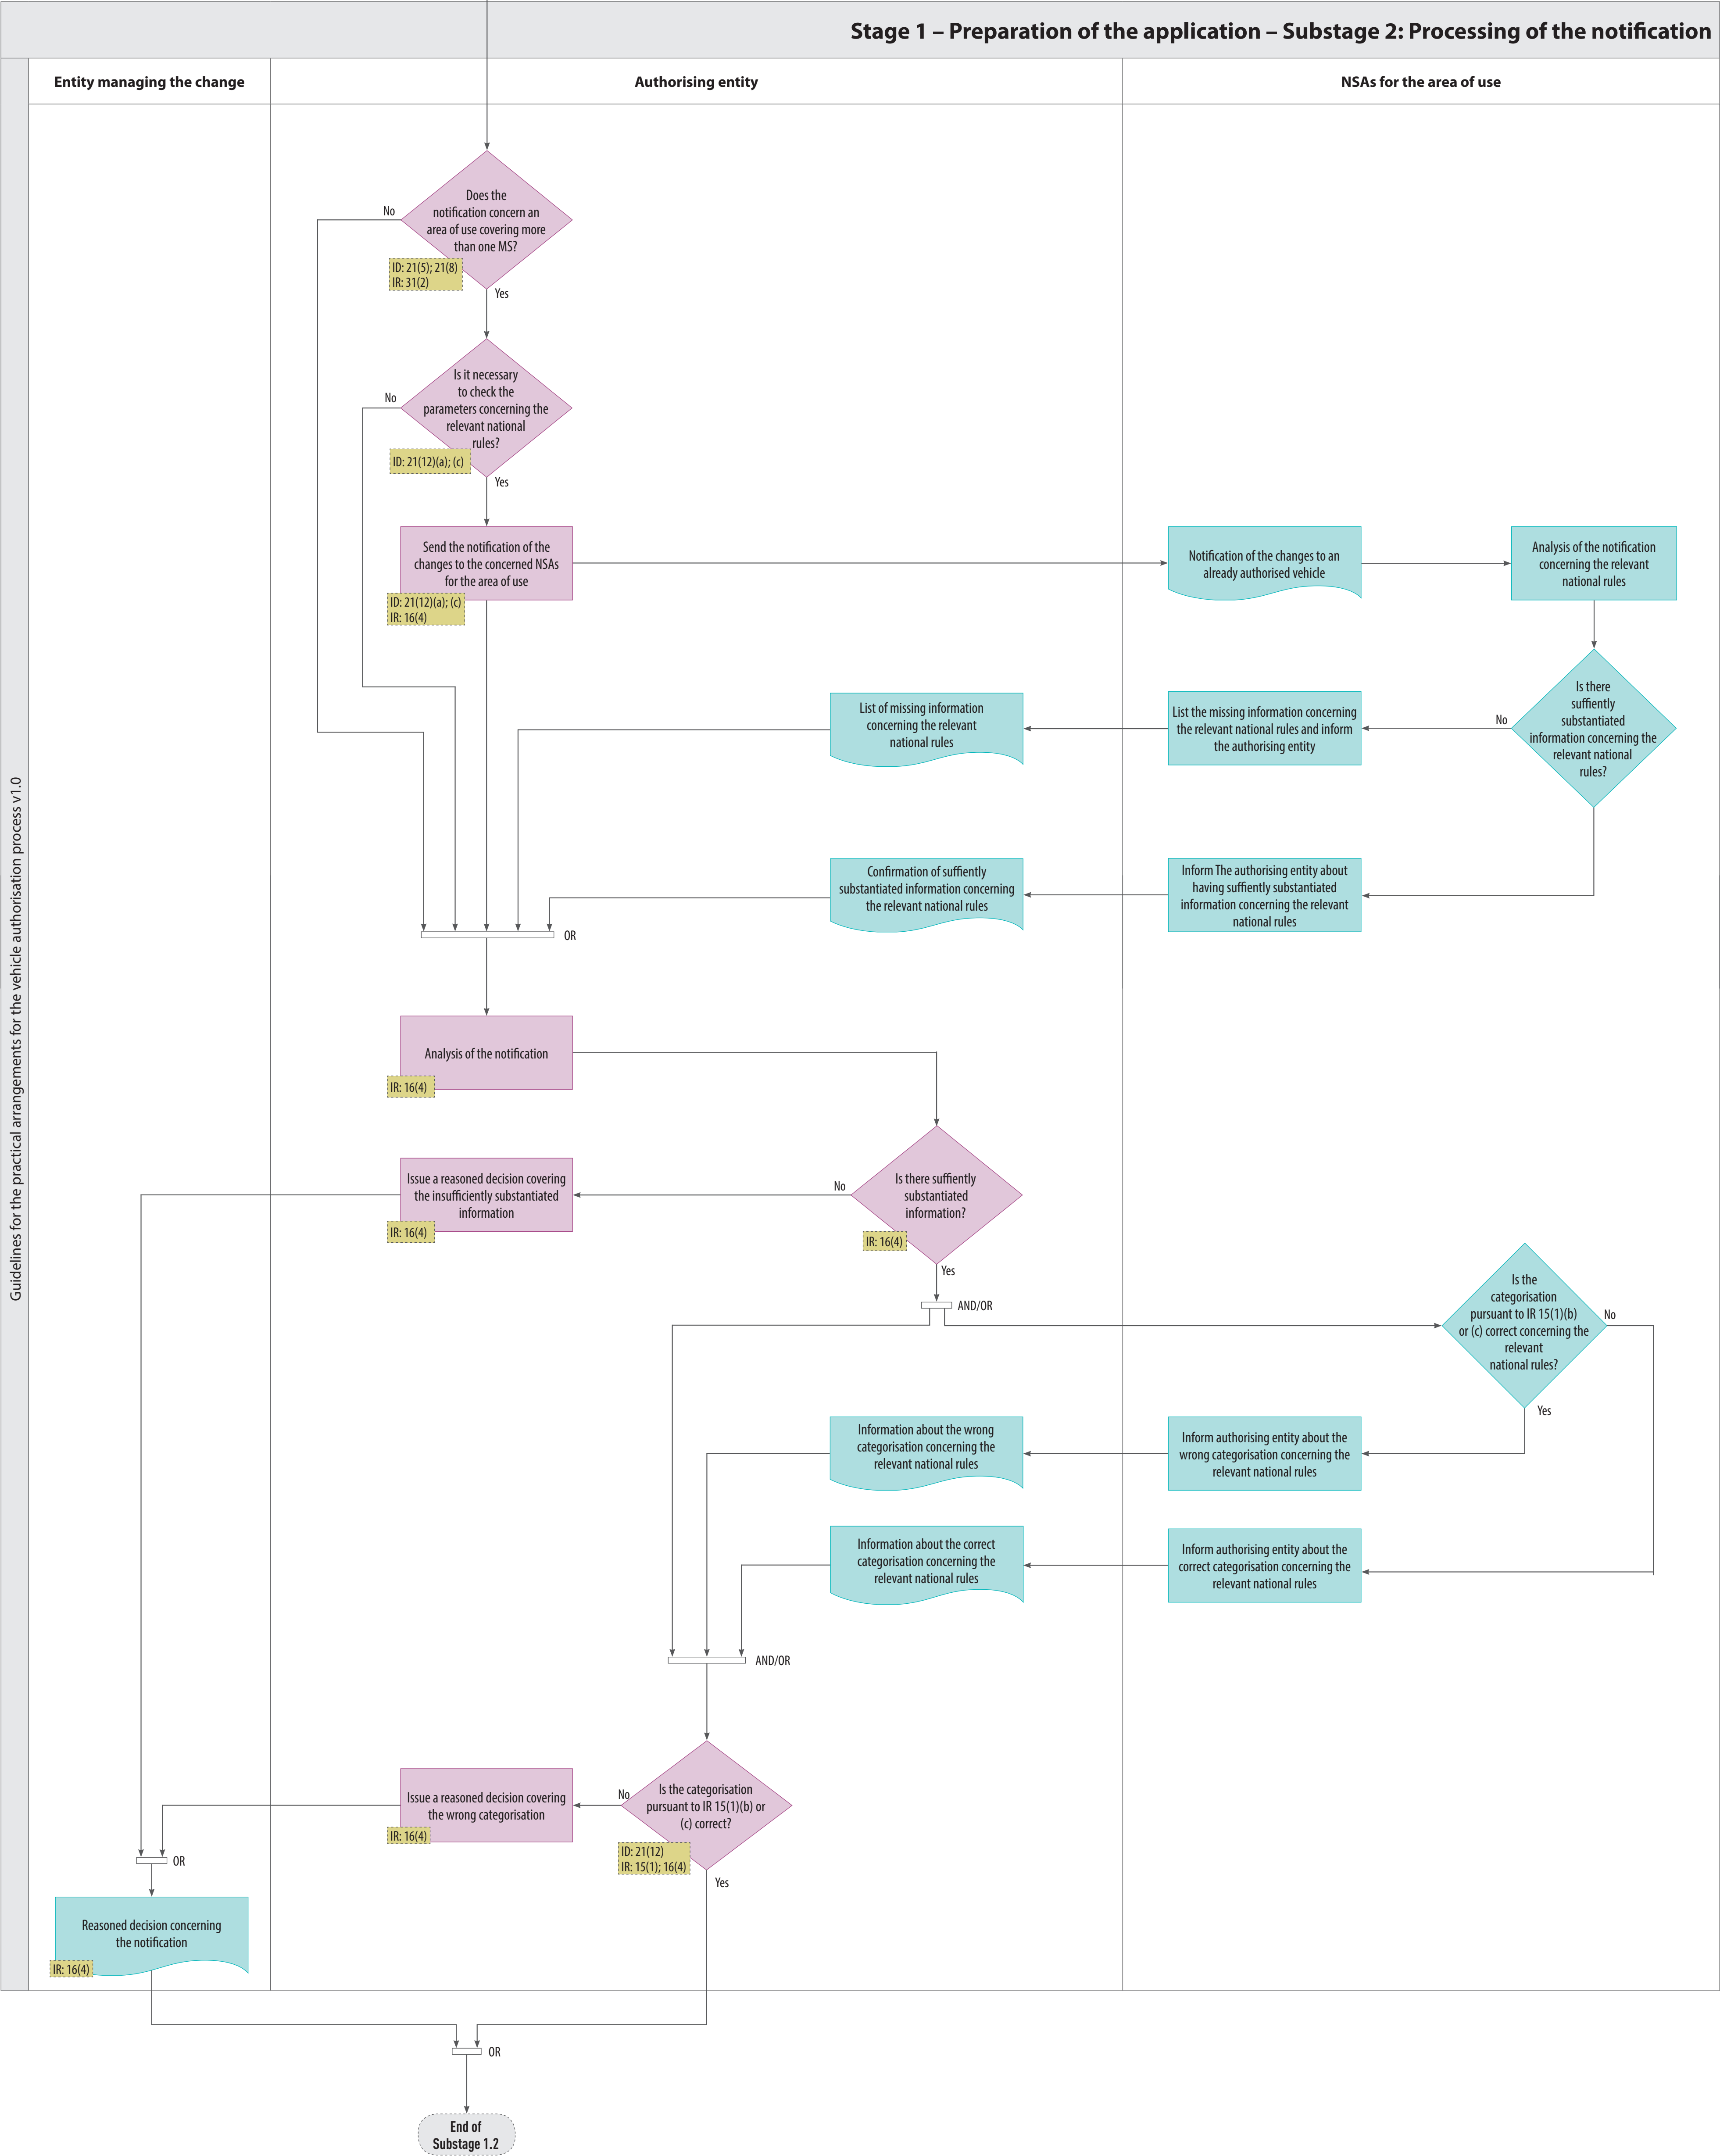 Stage 1 – Preparation of the application – Substage 2: Processing of the notification
Guidelines for the practical arrangements for the vehicle authorisation process v1.0
Entity managing the change
Authorising entity
NSAs for the area of use
Does the
notification concern an
area of use covering more
than one MS?
No
ID: 21(5); 21(8)
IR: 31(2)
Yes
Is it necessary
to check the
parameters concerning the
relevant national
rules?
No
ID: 21(12)(a); (c)
Yes
Send the notification of the
changes to the concerned NSAs
for the area of use
ID: 21(12)(a); (c)
IR: 16(4)
Notification of the changes to an
already authorised vehicle
Analysis of the notification
concerning the relevant
national rules
Is there
suffiently
substantiated
information concerning the
relevant national
rules?
No
List the missing information concerning
the relevant national rules and inform
the authorising entity
List of missing information
concerning the relevant
national rules
Inform The authorising entity about
having suffiently substantiated
information concerning the relevant
national rules
Confirmation of suffiently
substantiated information concerning
the relevant national rules
OR
Analysis of the notification
IR: 16(4)
Is there suffiently
substantiated
information?
No
IR: 16(4)
Yes
Issue a reasoned decision covering
the insufficiently substantiated
information
IR: 16(4)
AND/OR
Is the
categorisation
pursuant to IR 15(1)(b)
or (c) correct concerning the
relevant
national rules?
No
Yes
Inform authorising entity about the
wrong categorisation concerning the
relevant national rules
Information about the wrong
categorisation concerning the
relevant national rules
Inform authorising entity about the
correct categorisation concerning the
relevant national rules
Information about the correct
categorisation concerning the
relevant national rules
AND/OR
Is the categorisation
pursuant to IR 15(1)(b) or
(c) correct?
No
ID: 21(12)
IR: 15(1); 16(4)
Yes
Issue a reasoned decision covering
the wrong categorisation
IR: 16(4)
OR
Reasoned decision concerning
the notification
IR: 16(4)
OR
End of
Substage 1.2